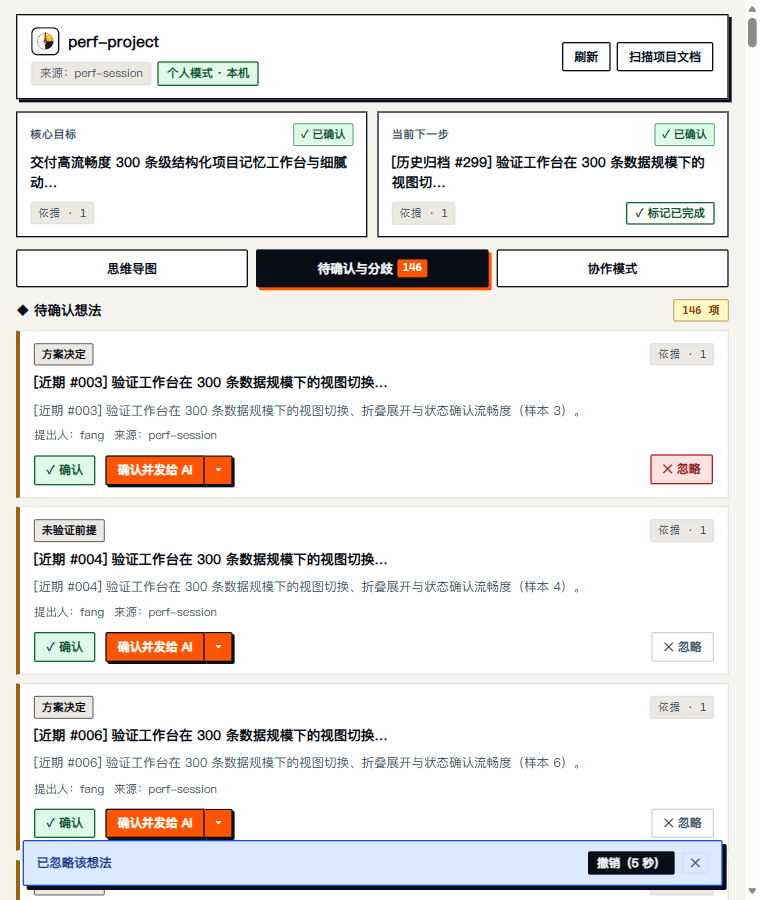 perf-project
来源: perf-session
个人模式 · 本机
刷新
扫描项目文档
核心目标
✓ 已确认
交付高流畅度 300 条级结构化项目记忆工作台与细腻
动...
依据 · 1
当前下一步
✓ 已确认
[历史归档 #299] 验证工作台在 300 条数据规模下的
视图切...
依据 · 1
✓ 标记已完成
思维导图
待确认与分歧 146
协作模式
◆ 待确认想法
146 项
方案决定
依据 · 1
[近期 #003] 验证工作台在 300 条数据规模下的视图切换...
[近期 #003] 验证工作台在 300 条数据规模下的视图切换、折叠展开与状态确认流畅度（样本 3）。
提出人: fang 来源: perf-session
✓ 确认
确认并发给 AI
✕ 忽略
未验证前提
依据 · 1
[近期 #004] 验证工作台在 300 条数据规模下的视图切换...
[近期 #004] 验证工作台在 300 条数据规模下的视图切换、折叠展开与状态确认流畅度（样本 4）。
提出人: fang 来源: perf-session
✓ 确认
确认并发给 AI
✕ 忽略
方案决定
依据 · 1
[近期 #006] 验证工作台在 300 条数据规模下的视图切换...
[近期 #006] 验证工作台在 300 条数据规模下的视图切换、折叠展开与状态确认流畅度（样本 6）。
提出人: fang 来源: perf-session
✓ 确认
确认并发给 AI
✕ 忽略
已忽略该想法
撤销（5 秒）
✕